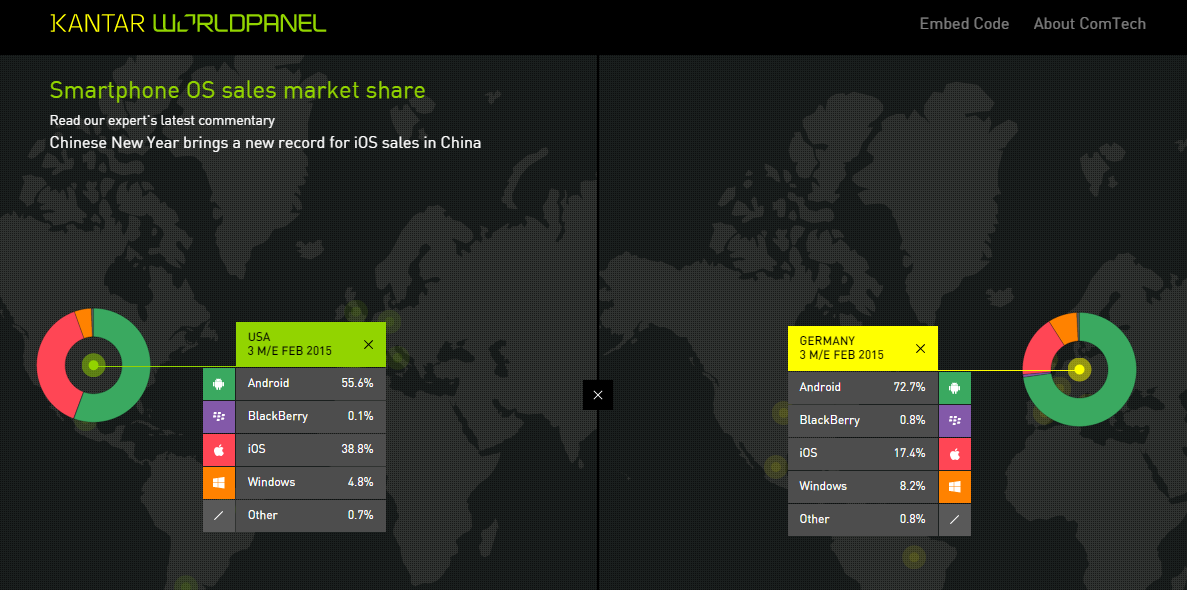 KANTAR WORLDPANEL
Embed Code About ComTech
Smartphone OS sales market share
Read our expert's latest commentary
Chinese New Year brings a new record for iOS sales in China
USA
3 M/E FEB 2015
Android 55.6%
BlackBerry 0.1%
iOS 38.8%
Windows 4.8%
Other 0.7%
GERMANY
3 M/E FEB 2015
Android 72.7%
BlackBerry 0.8%
iOS 17.4%
Windows 8.2%
Other 0.8%